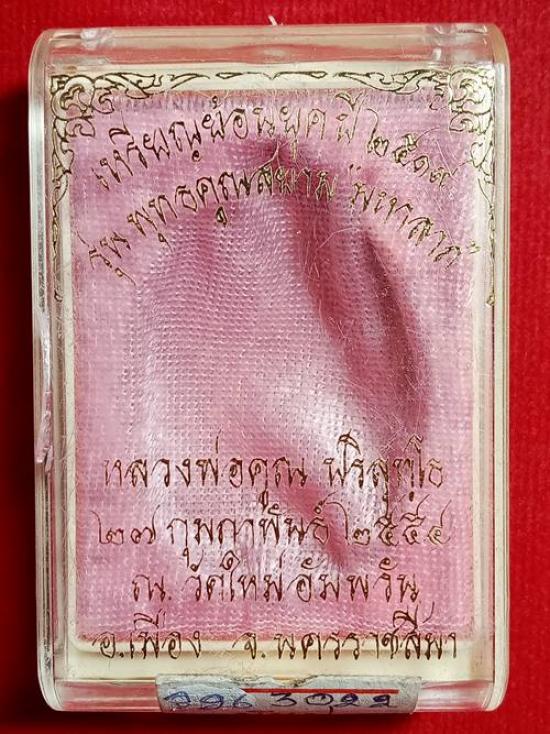 เหรียญย้อนยุค ปี ๒๕๑๙
รุ่น พุทธคูณสยาม "มหาลาภ"
หลวงพ่อคูณ ปริสุทฺโธ
๒๗ กุมภาพันธ์ ๒๕๕๔
ณ. วัดใหม่อัมพวัน
อ.เมือง จ.นครราชสีมา